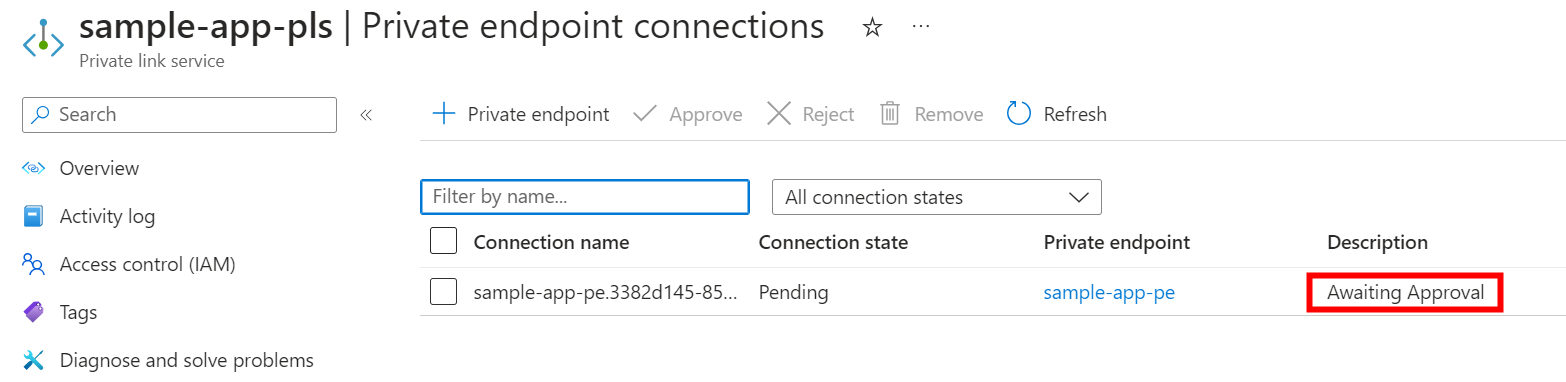 sample-app-pls | Private endpoint connections ...
Private link service
Search
«
Private endpoint Approve Reject Remove Refresh
Overview
Activity log
Access control (IAM)
Tags
Diagnose and solve problems
Filter by name... All connection states
Connection name Connection state Private endpoint Description
sample-app-pe.3382d145-85... Pending sample-app-pe Awaiting Approval